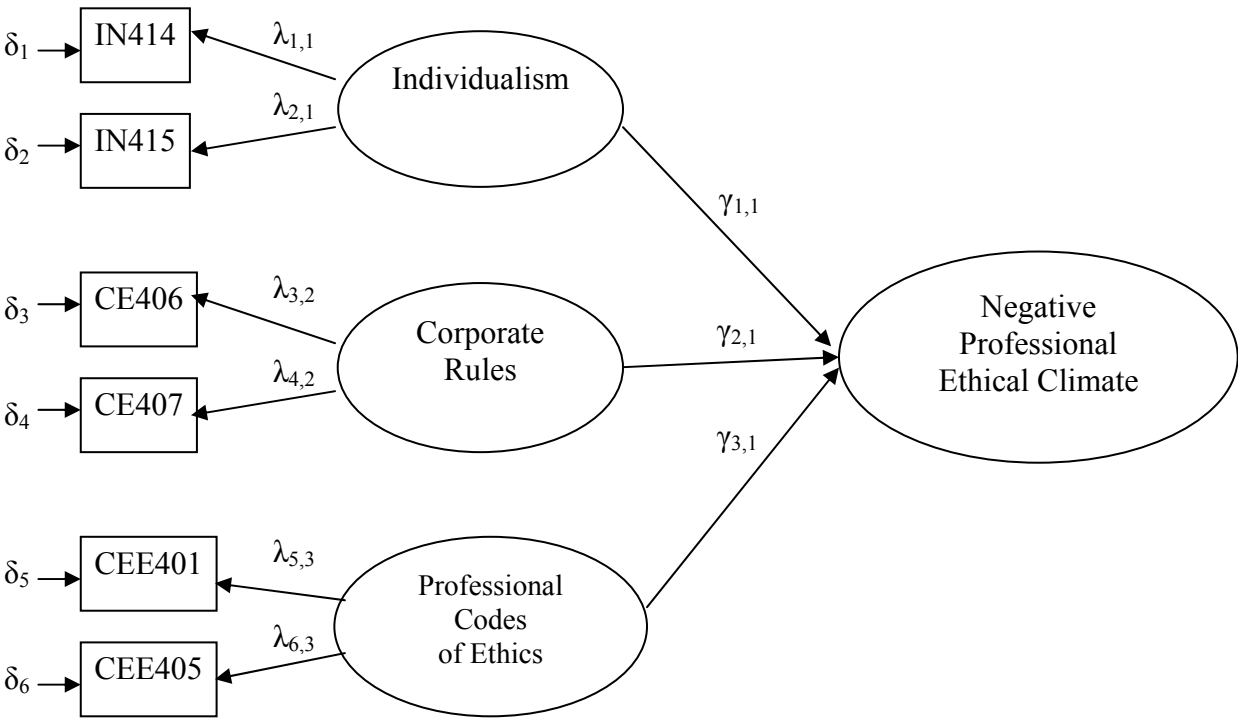 δ1
IN414
λ1,1
Individualism
δ2
IN415
λ2,1
γ1,1
δ3
CE406
λ3,2
Corporate
Rules
γ2,1
δ4
CE407
λ4,2
Negative
Professional
Ethical Climate
γ3,1
δ5
CEE401
λ5,3
Professional
Codes
of Ethics
δ6
CEE405
λ6,3